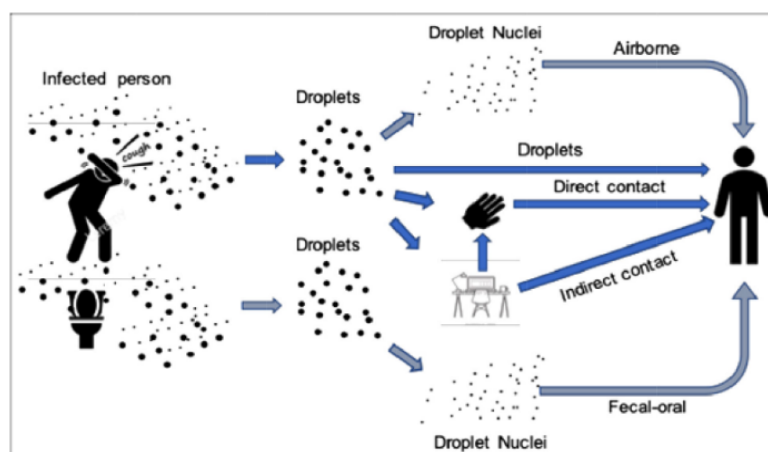 Droplet Nuclei
Airborne
Infected person
Droplets
cough
Droplets
Direct contact
Droplets
Indirect contact
Fecal-oral
Droplet Nuclei